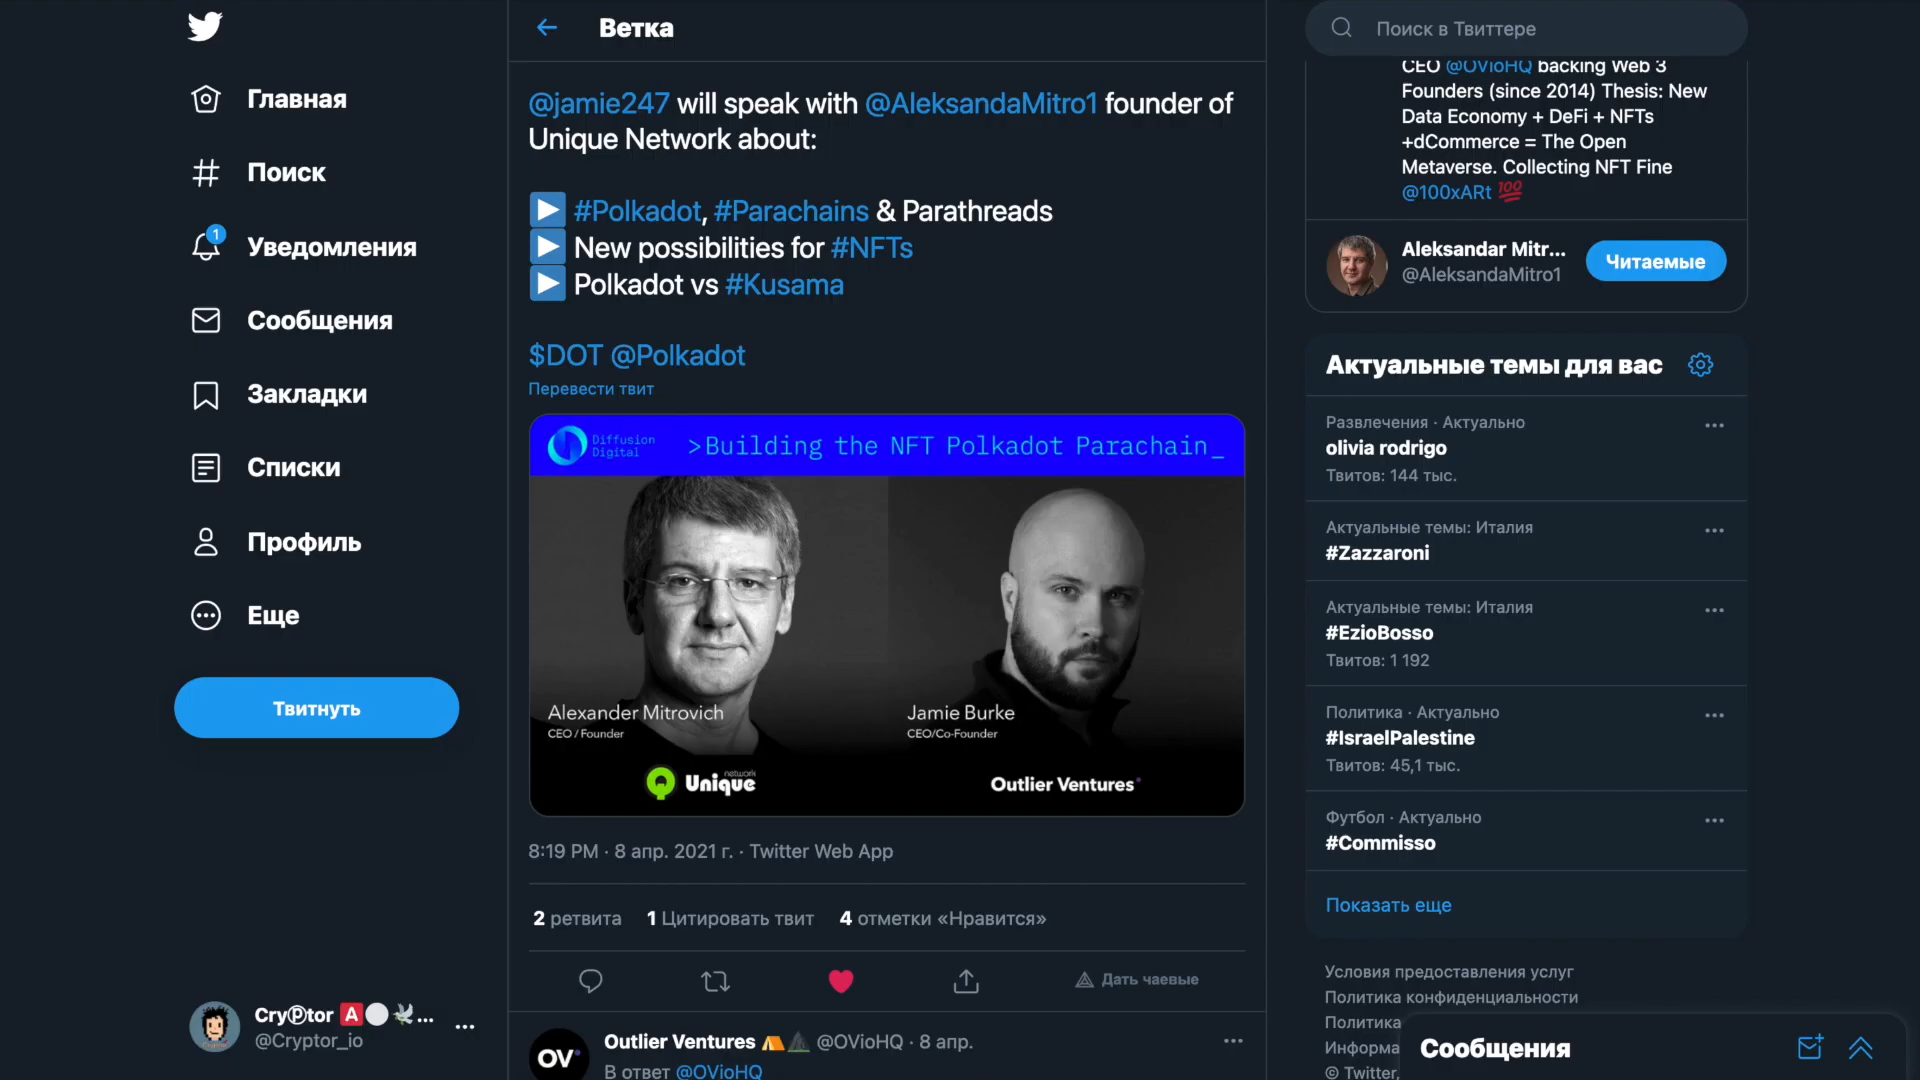 Главная
Поиск
1
Уведомления
Сообщения
Закладки
Списки
Профиль
Еще
Твитнуть
Cryⓟtor 🅰⚪🕊...
@Cryptor_io
Ветка
@jamie247 will speak with @AleksandaMitro1 founder of
Unique Network about:
▶ #Polkadot, #Parachains & Parathreads
▶ New possibilities for #NFTs
▶ Polkadot vs #Kusama
$DOT @Polkadot
Перевести твит
Diffusion
Digital
>Building the NFT Polkadot Parachain_
Alexander Mitrovich
CEO / Founder
Unique network
Jamie Burke
CEO/Co-Founder
Outlier Ventures
8:19 PM · 8 апр. 2021 г. · Twitter Web App
2 ретвита 1 Цитировать твит 4 отметки «Нравится»
Дать чаевые
OV
Outlier Ventures @OVioHQ · 8 апр.
В ответ @OVioHQ
Поиск в Твиттере
CEO @OVioHQ backing Web 3
Founders (since 2014) Thesis: New
Data Economy + DeFi + NFTs
+dCommerce = The Open
Metaverse. Collecting NFT Fine
@100xARt 💯
Aleksandar Mitr...
@AleksandaMitro1
Читаемые
Актуальные темы для вас
Развлечения · Актуально
olivia rodrigo
Твитов: 144 тыс.
Актуальные темы: Италия
#Zazzaroni
Актуальные темы: Италия
#EzioBosso
Твитов: 1 192
Политика · Актуально
#IsraelPalestine
Твитов: 45,1 тыс.
Футбол · Актуально
#Commisso
Показать еще
Условия предоставления услуг
Политика конфиденциальности
Политика
Информа
© Twitter,
Сообщения